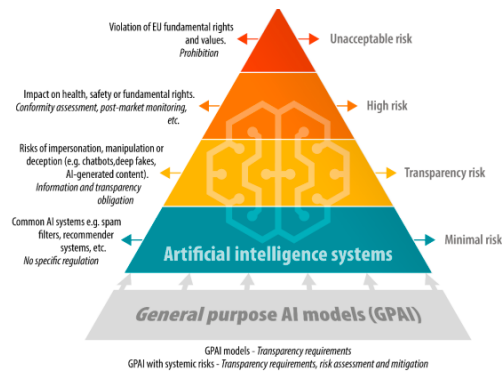 Violation of EU fundamental rights
and values.
Prohibition
Unacceptable risk
Impact on health, safety or fundamental rights.
Conformity assessment, post-market monitoring,
etc.
High risk
Risks of impersonation, manipulation or
deception (e.g. chatbots,deep fakes,
AI-generated content).
Information and transparency
obligation
Transparency risk
Common AI systems e.g. spam
filters, recommender
systems, etc.
No specific regulation
Minimal risk
Artificial intelligence systems
General purpose AI models (GPAI)
GPAI models - Transparency requirements
GPAI with systemic risks - Transparency requirements, risk assessment and mitigation